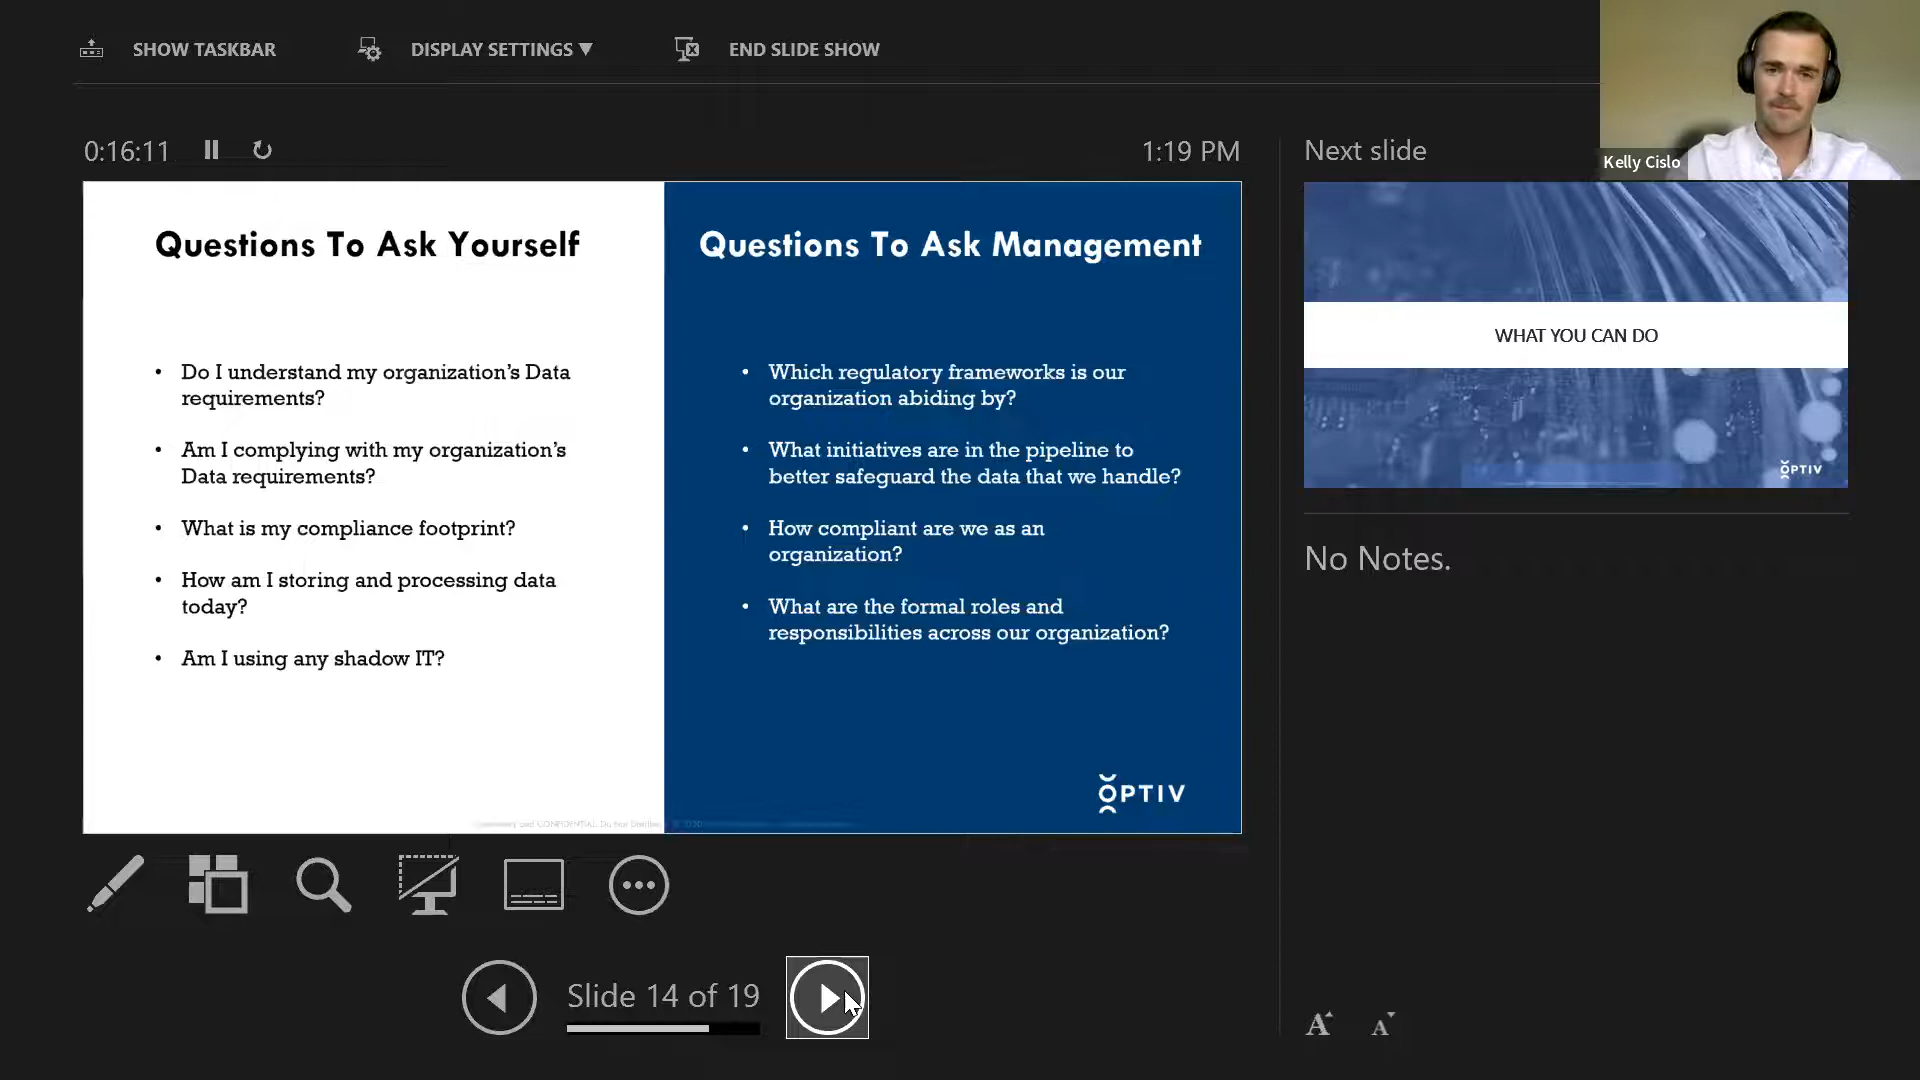 SHOW TASKBAR
DISPLAY SETTINGS ▼
END SLIDE SHOW
Kelly Cislo
0:16:11
1:19 PM
Next slide
Questions To Ask Yourself
• Do I understand my organization’s Data
requirements?
• Am I complying with my organization’s
Data requirements?
• What is my compliance footprint?
• How am I storing and processing data
today?
• Am I using any shadow IT?
Questions To Ask Management
• Which regulatory frameworks is our
organization abiding by?
• What initiatives are in the pipeline to
better safeguard the data that we handle?
• How compliant are we as an
organization?
• What are the formal roles and
responsibilities across our organization?
OPTIV
WHAT YOU CAN DO
OPTIV
No Notes.
Slide 14 of 19
A A